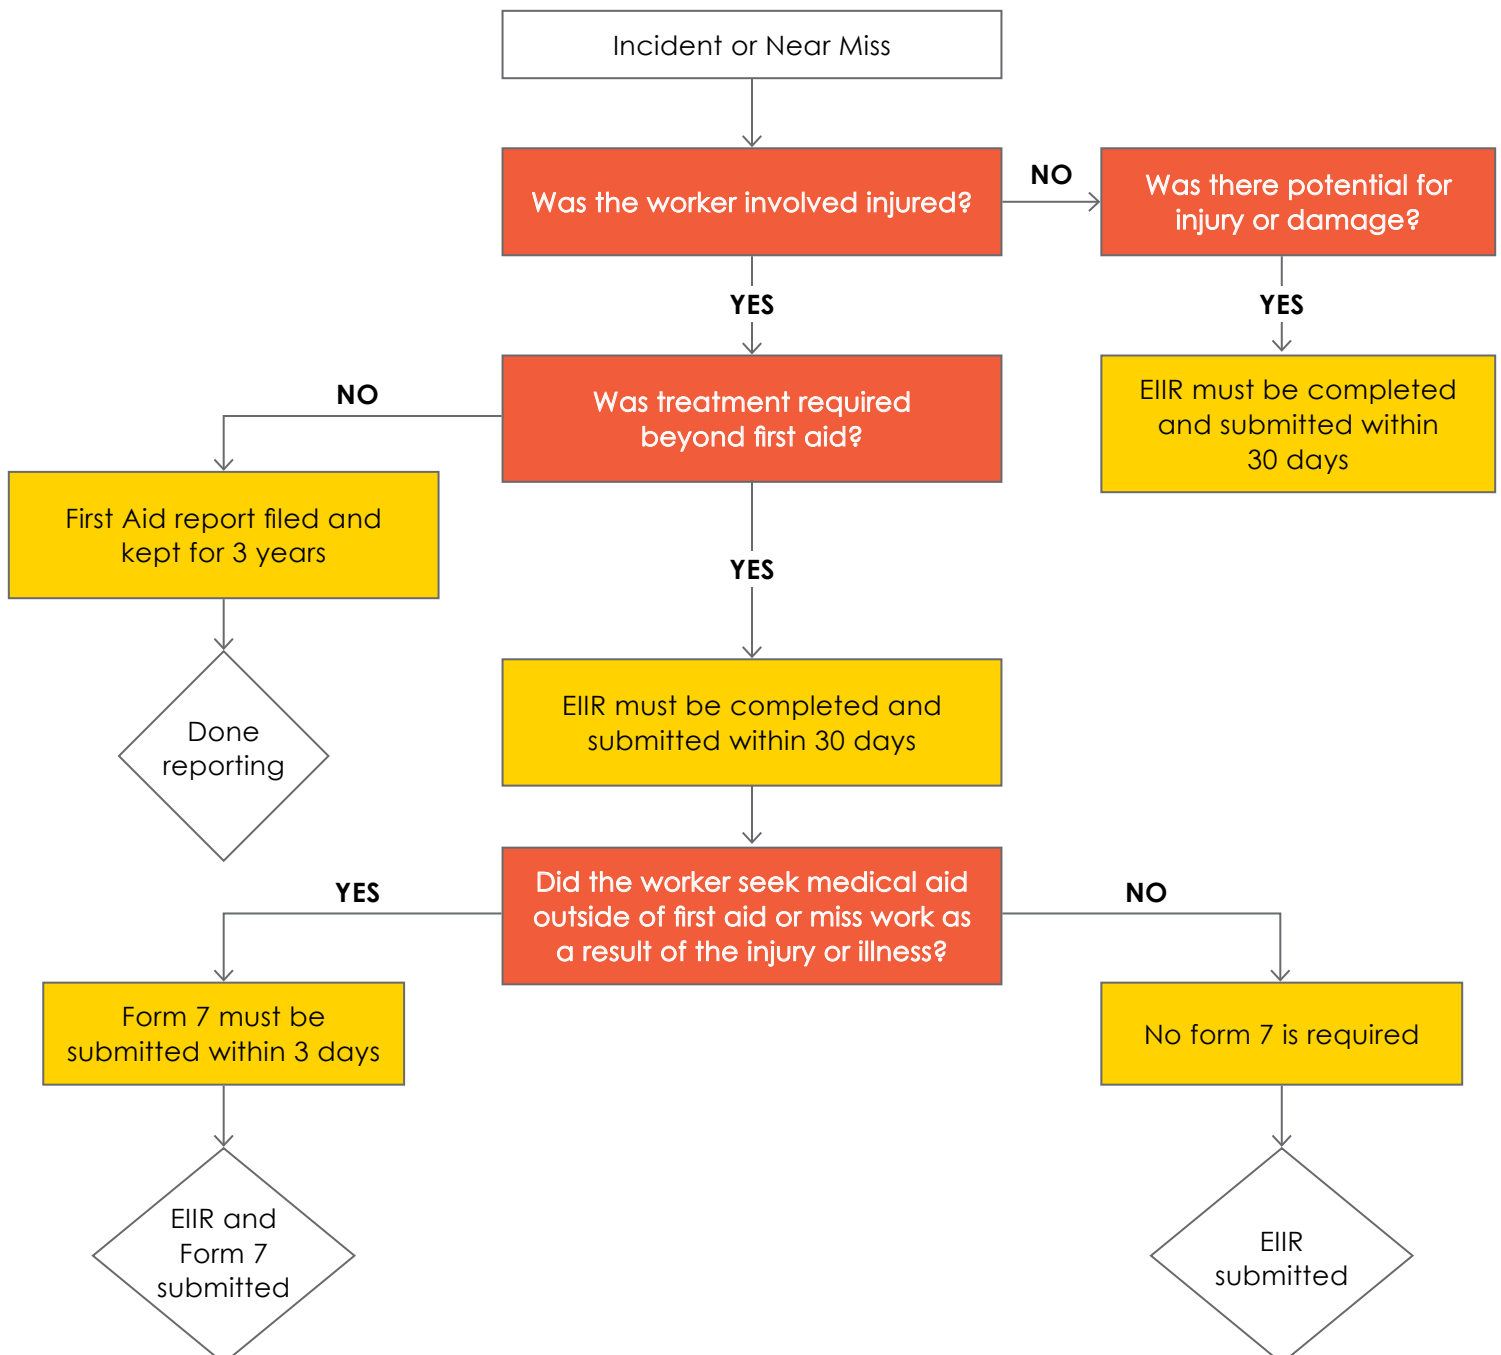 Incident or Near Miss
Was the worker involved injured?
NO
Was there potential for
injury or damage?
YES
YES
NO
Was treatment required
beyond first aid?
EIIR must be completed
and submitted within
30 days
First Aid report filed and
kept for 3 years
YES
Done
reporting
EIIR must be completed and
submitted within 30 days
YES
Did the worker seek medical aid
outside of first aid or miss work as
a result of the injury or illness?
NO
Form 7 must be
submitted within 3 days
No form 7 is required
EIIR and
Form 7
submitted
EIIR
submitted